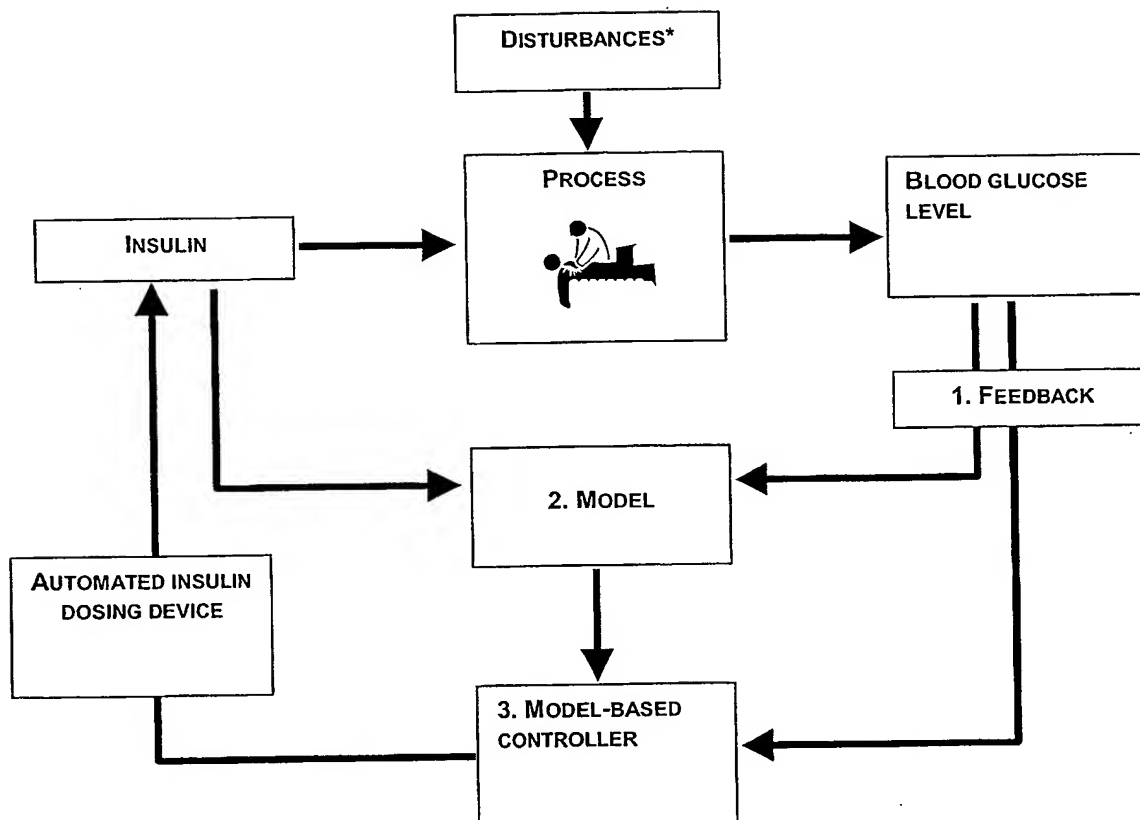 DISTURBANCES*
PROCESS
BLOOD GLUCOSE
LEVEL
INSULIN
1. FEEDBACK
2. MODEL
AUTOMATED INSULIN
DOSING DEVICE
3. MODEL-BASED
CONTROLLER